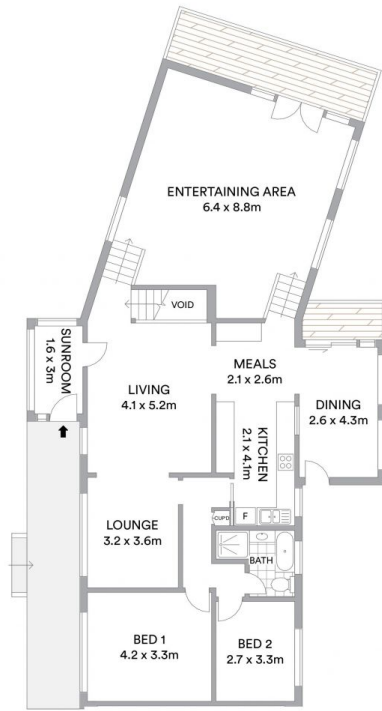 ENTERTAINING AREA
6.4 x 8.8m
VOID
SUNROOM
1.6 x 3m
MEALS
2.1 x 2.6m
LIVING
4.1 x 5.2m
DINING
2.6 x 4.3m
KITCHEN
2.1 x 4.1m
LOUNGE
3.2 x 3.6m
CUPD
F
BATH
BED 1
4.2 x 3.3m
BED 2
2.7 x 3.3m